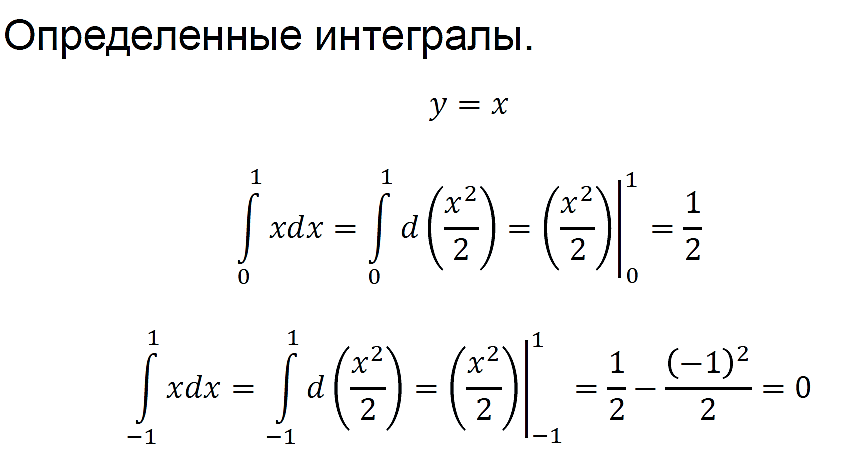 Определенные интегралы.
y = x
∫₀¹ xdx = ∫₀¹ d(x²/2) = (x²/2)|₀¹ = 1/2
∫₋₁¹ xdx = ∫₋₁¹ d(x²/2) = (x²/2)|₋₁¹ = 1/2 − (−1)²/2 = 0